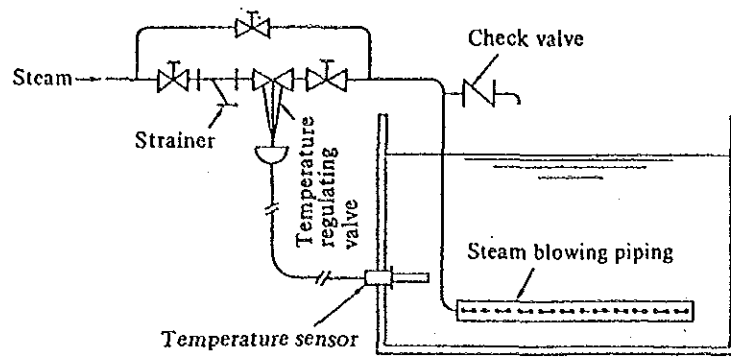 Check valve
Steam
Strainer
Temperature
regulating
valve
Steam blowing piping
Temperature sensor